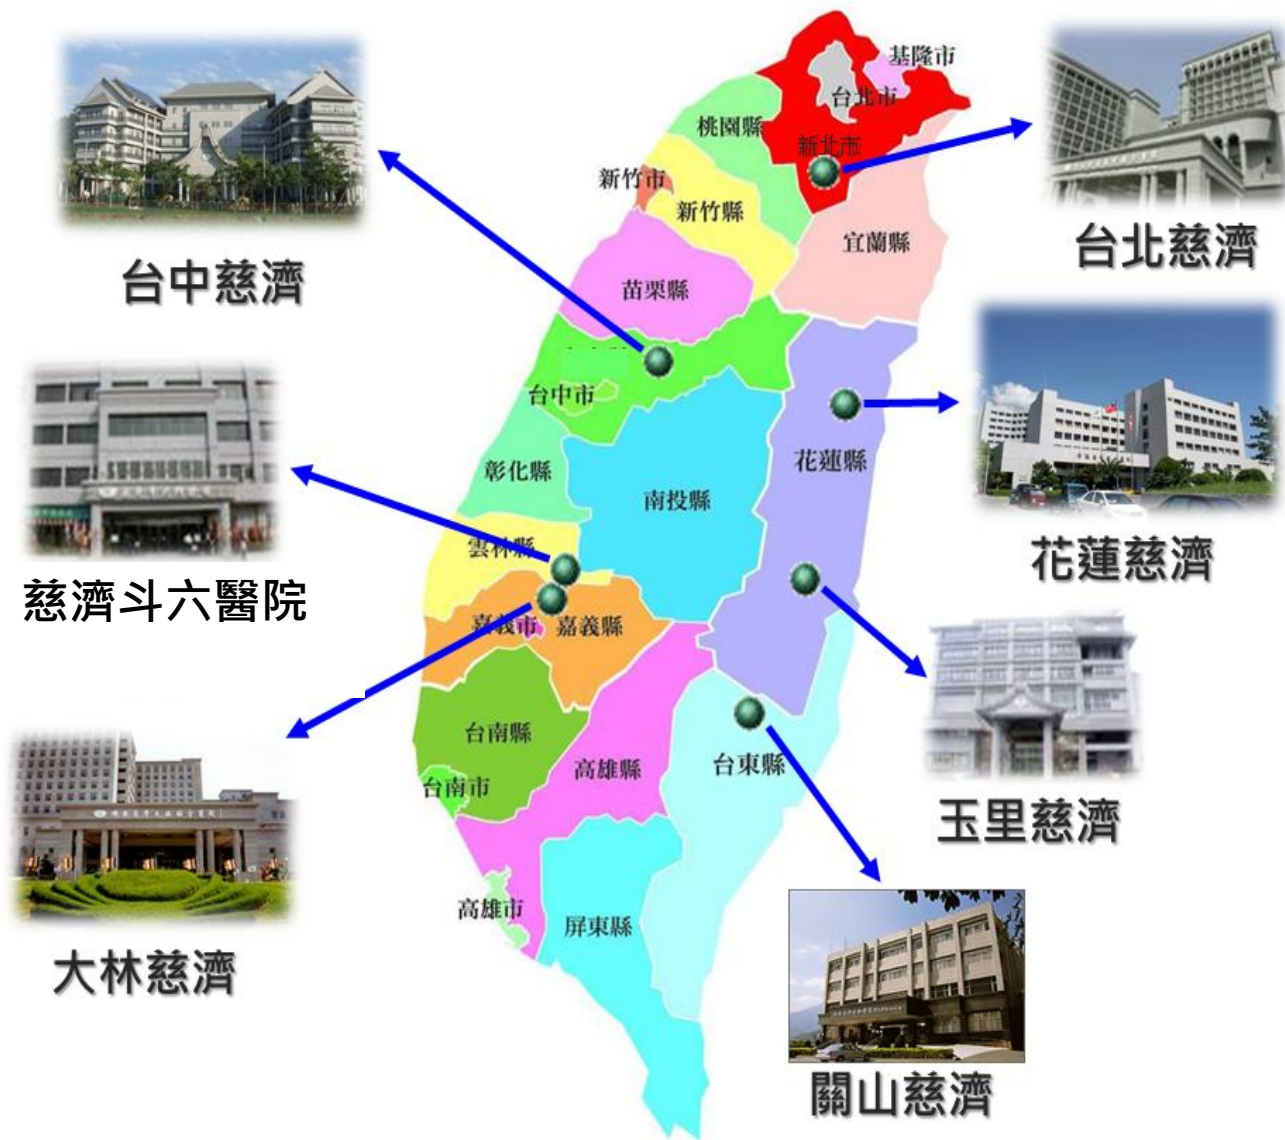 基隆市
台北市
桃園縣
新北市
新竹市
新竹縣
宜蘭縣
台北慈濟
台中慈濟
苗栗縣
台中市
彰化縣
花蓮縣
南投縣
雲林縣
花蓮慈濟
慈濟斗六醫院
嘉義市
嘉義縣
台南縣
台東縣
高雄縣
台南市
玉里慈濟
高雄市
屏東縣
大林慈濟
關山慈濟